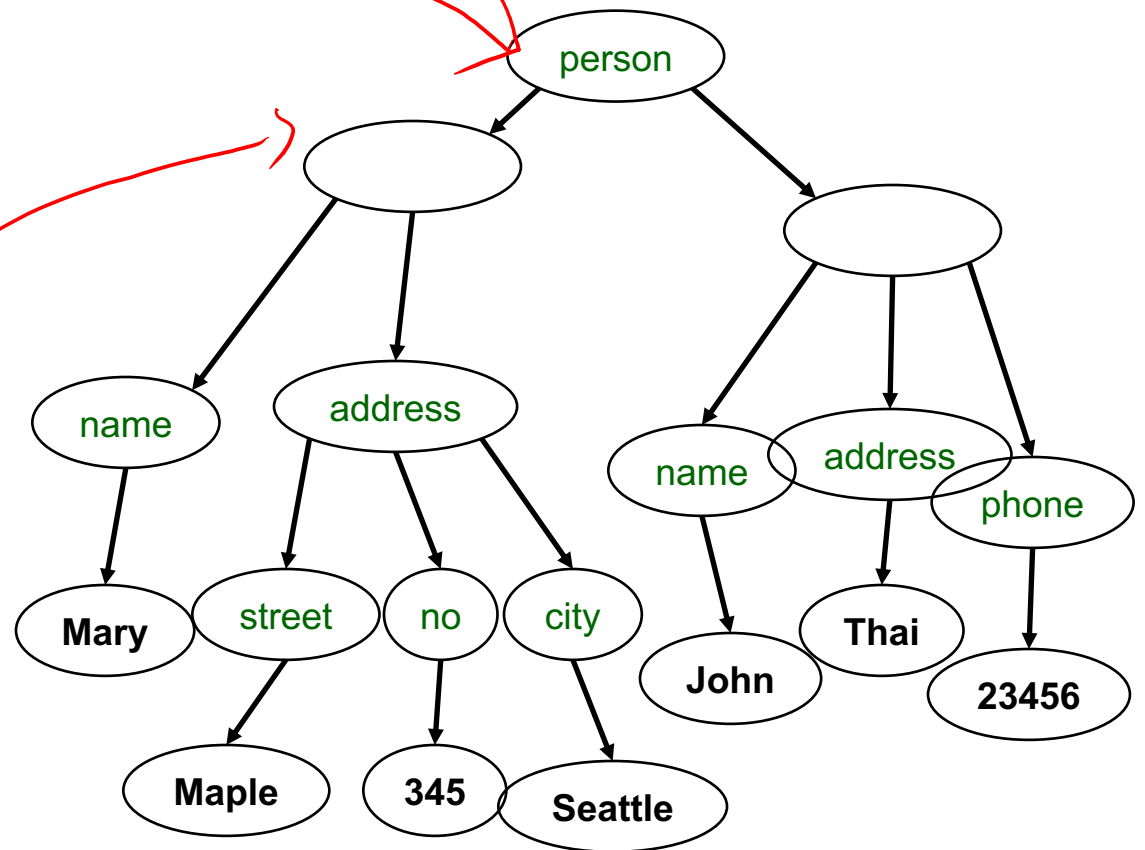 person
name
address
name
address
phone
Mary
street
no
city
John
Thai
23456
Maple
345
Seattle